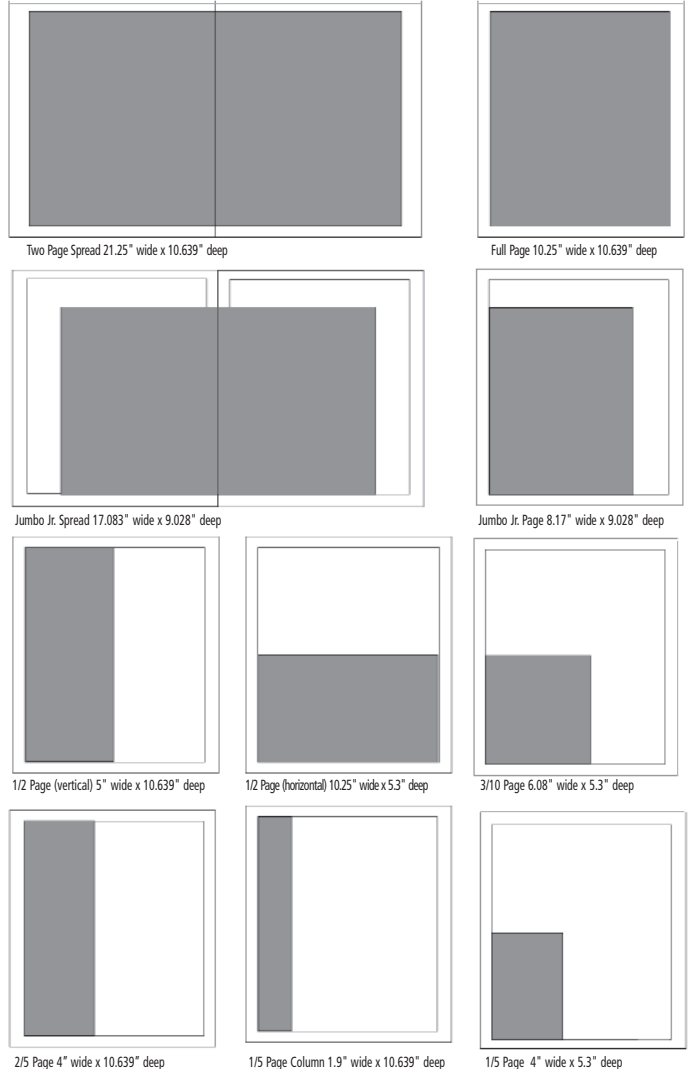 Two Page Spread 21.25" wide x 10.639" deep
Full Page 10.25" wide x 10.639" deep
Jumbo Jr. Spread 17.083" wide x 9.028" deep
Jumbo Jr. Page 8.17" wide x 9.028" deep
1/2 Page (vertical) 5" wide x 10.639" deep
1/2 Page (horizontal) 10.25" wide x 5.3" deep
3/10 Page 6.08" wide x 5.3" deep
2/5 Page 4” wide x 10.639” deep
1/5 Page Column 1.9" wide x 10.639" deep
1/5 Page 4" wide x 5.3" deep